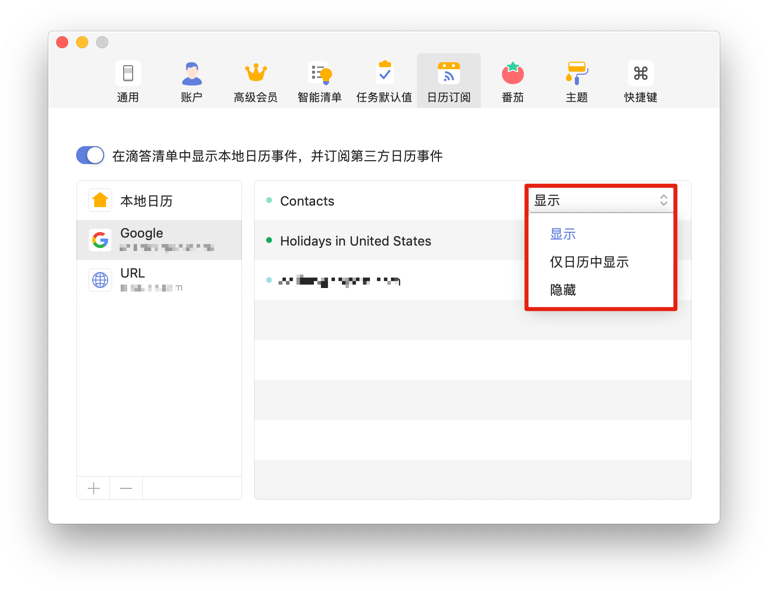 通用 账户 高级会员 智能清单 任务默认值 日历订阅 番茄 主题 快捷键
在滴答清单中显示本地日历事件，并订阅第三方日历事件
本地日历
Google
URL
Contacts
Holidays in United States
显示
显示
仅日历中显示
隐藏